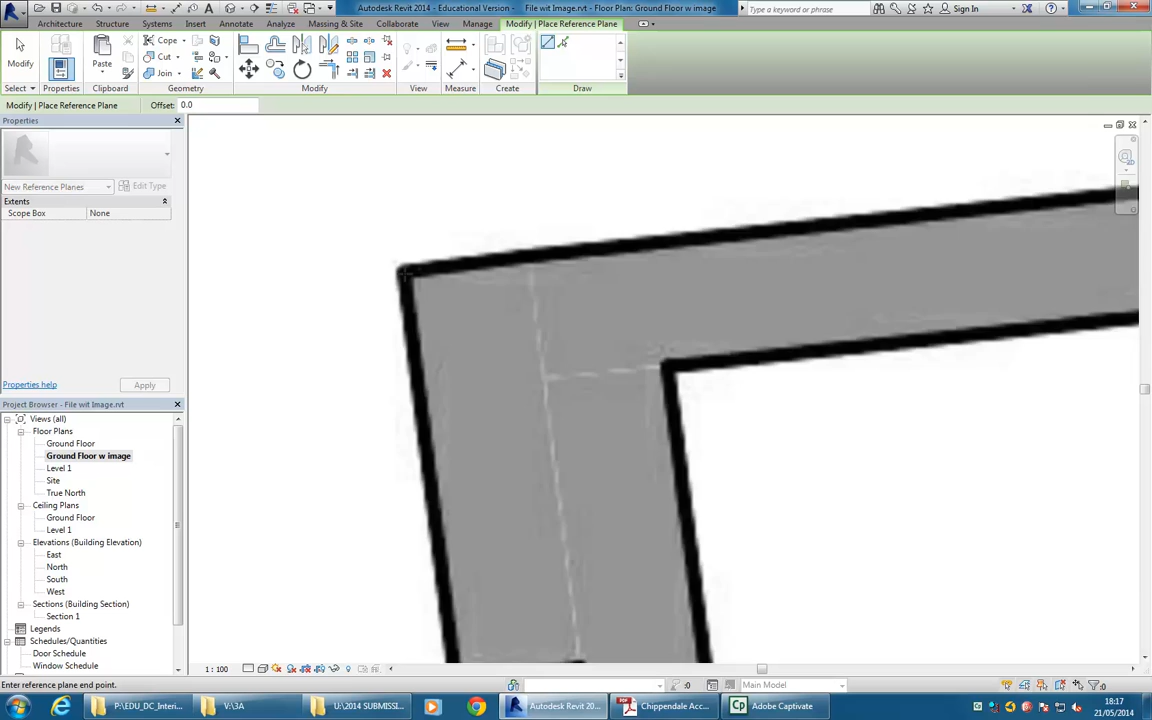 Autodesk Revit 2014 - Educational Version - File wit Image.rvt - Floor Plan: Ground Floor w image
Type a keyword or phrase
Sign In
Architecture Structure Systems Insert Annotate Analyze Massing & Site Collaborate View Manage Modify | Place Reference Plane
Modify
Paste
Cope
Cut
Join
Select Properties Clipboard Geometry Modify View Measure Create Draw
Modify | Place Reference Plane Offset: 0.0
Properties
New Reference Planes Edit Type
Extents
Scope Box None
Properties help Apply
Project Browser - File wit Image.rvt
Views (all)
Floor Plans
Ground Floor
Ground Floor w image
Level 1
Site
True North
Ceiling Plans
Ground Floor
Level 1
Elevations (Building Elevation)
East
North
South
West
Sections (Building Section)
Section 1
Legends
Schedules/Quantities
Door Schedule
Window Schedule
2D
1 : 100
Enter reference plane end point.
:0
Main Model
:0
P:\EDU_DC_Interi...
V:\3A
U:\2014 SUBMISSI...
Autodesk Revit 20...
Chippendale Acc...
Adobe Captivate
18:17
21/05/2014